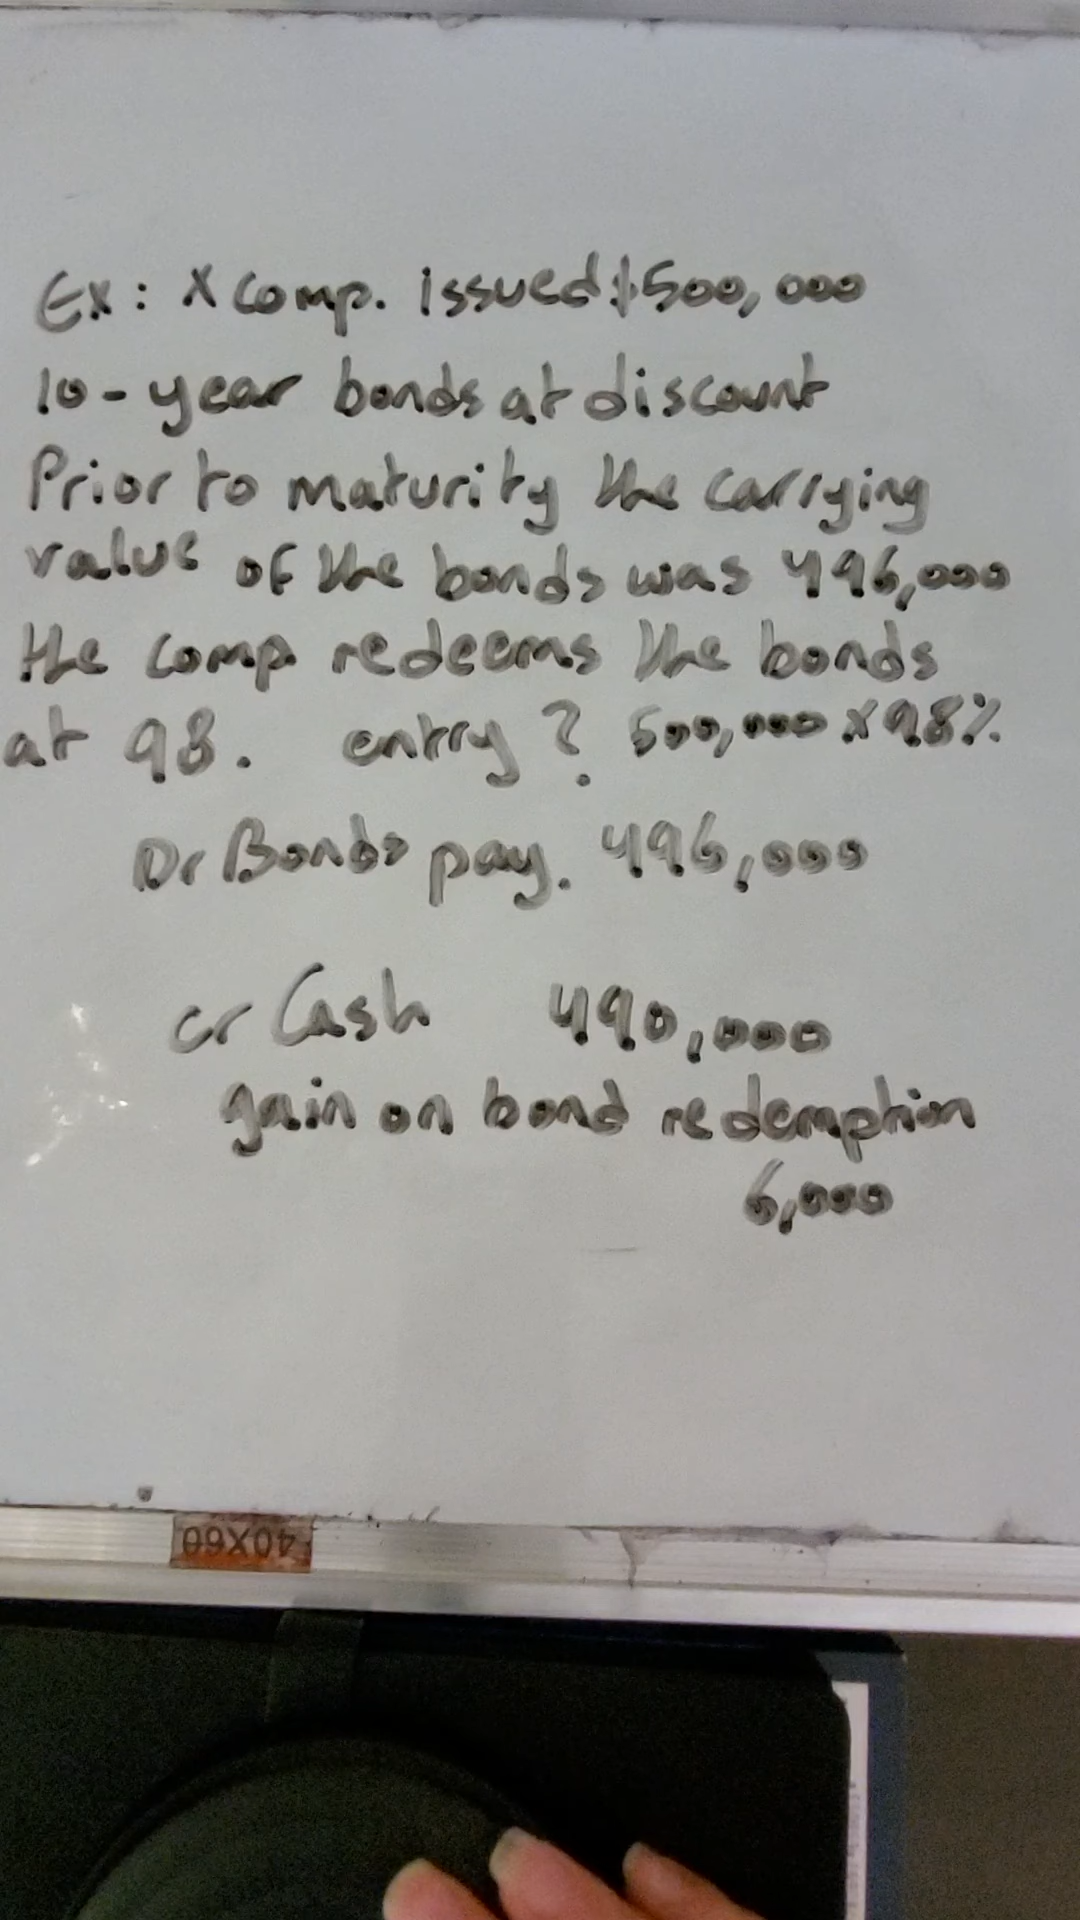 Ex: X Comp. issued $500,000
10-year bonds at discount
Prior to maturity the carrying
value of the bonds was 496,000
the comp. redeems the bonds
at 98. entry? 500,000 x 98%
Dr Bonds pay. 496,000
cr Cash 490,000
gain on bond redemption
6,000
40X60